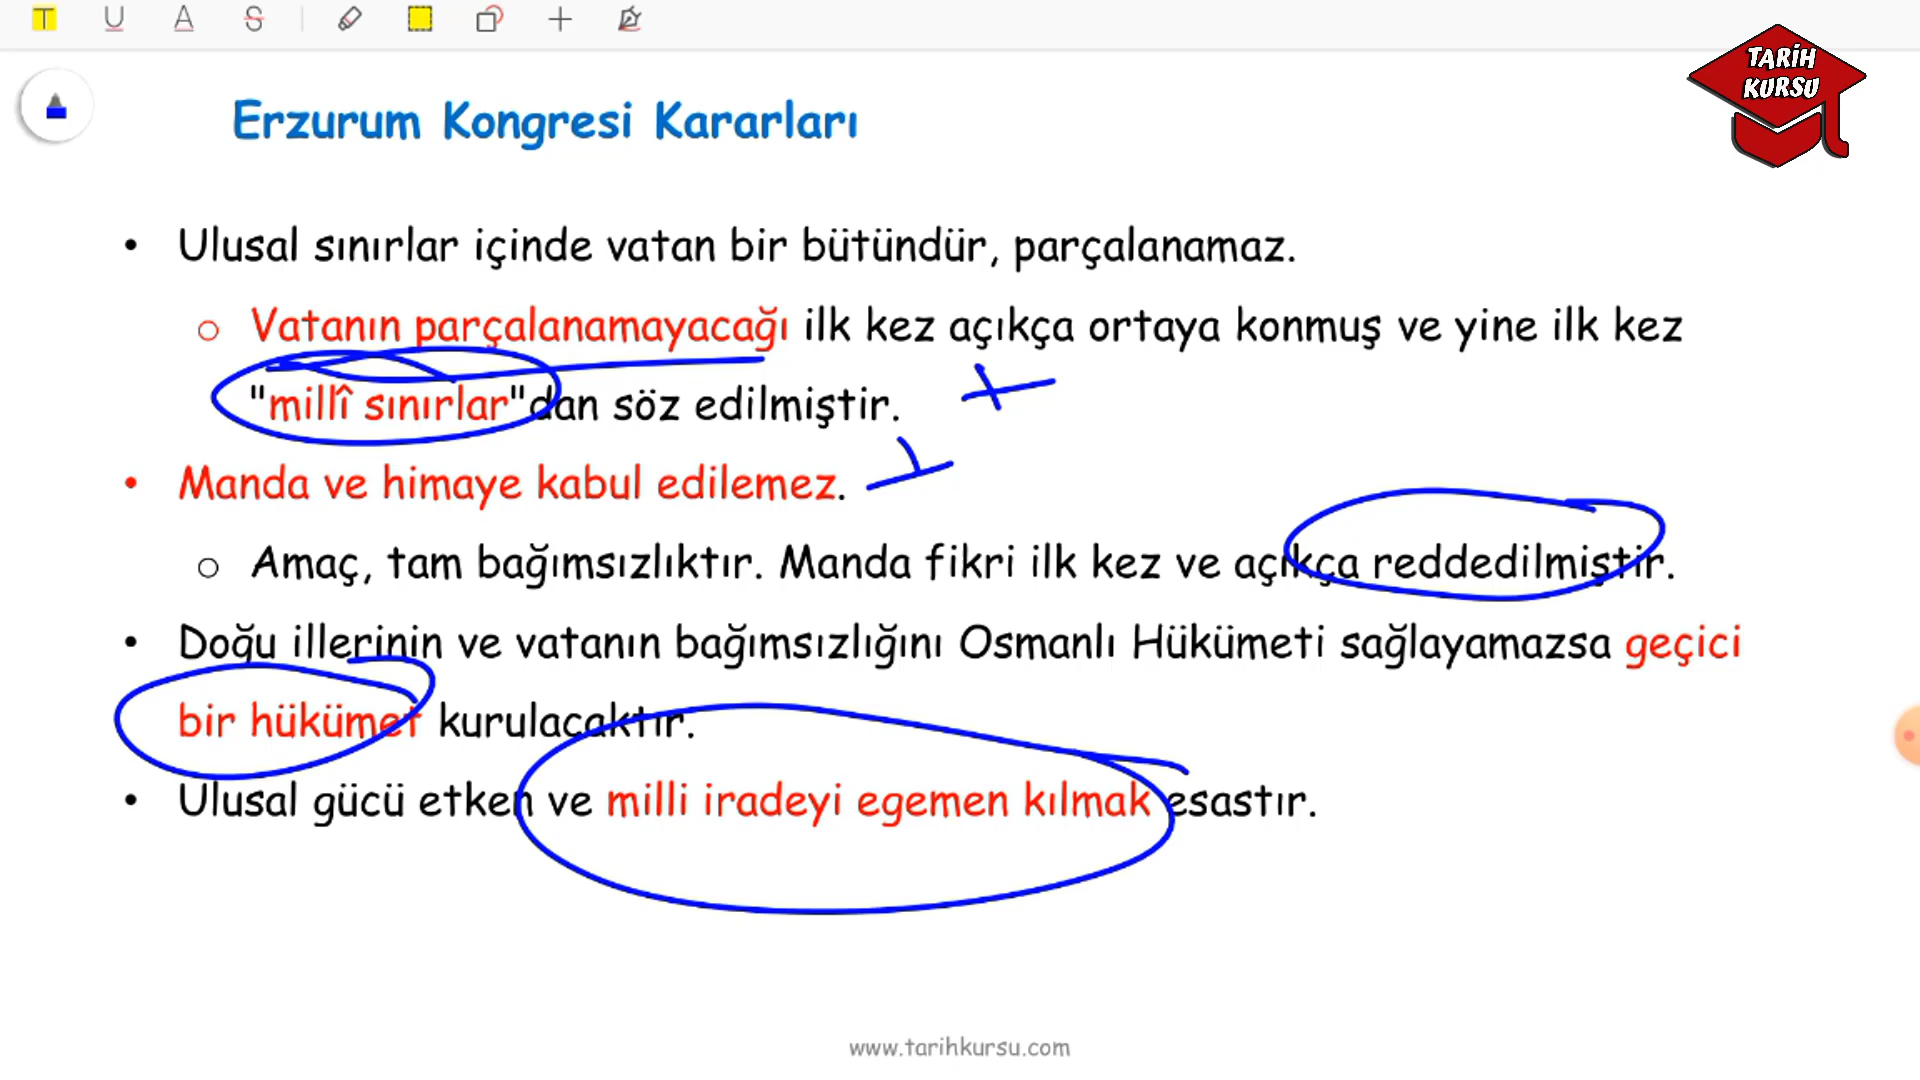 T U A S
TARİH
KURSU
Erzurum Kongresi Kararları
• Ulusal sınırlar içinde vatan bir bütündür, parçalanamaz.
o Vatanın parçalanamayacağı ilk kez açıkça ortaya konmuş ve yine ilk kez
"millî sınırlar"dan söz edilmiştir.
• Manda ve himaye kabul edilemez.
o Amaç, tam bağımsızlıktır. Manda fikri ilk kez ve açıkça reddedilmiştir.
• Doğu illerinin ve vatanın bağımsızlığını Osmanlı Hükümeti sağlayamazsa geçici
bir hükümet kurulacaktır.
• Ulusal gücü etken ve milli iradeyi egemen kılmak esastır.
www.tarihkursu.com